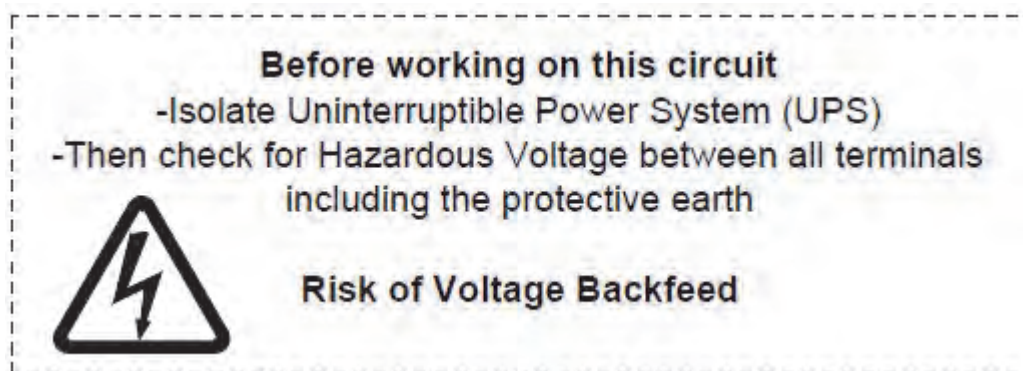 Before working on this circuit
-Isolate Uninterruptible Power System (UPS)
-Then check for Hazardous Voltage between all terminals
including the protective earth
Risk of Voltage Backfeed